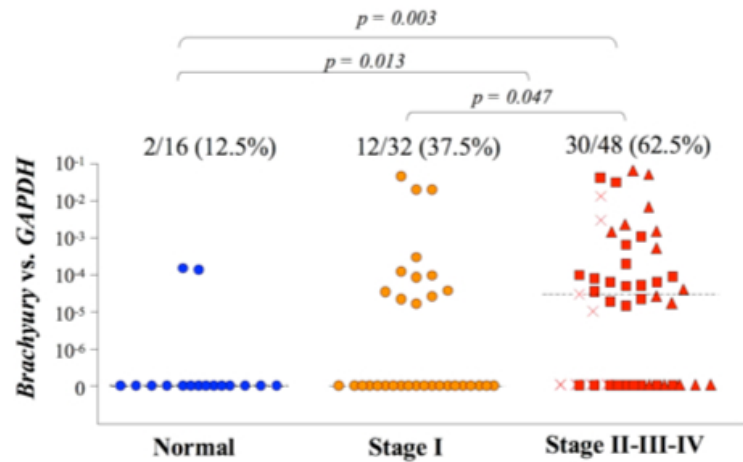 p = 0.003
p = 0.013
p = 0.047
2/16 (12.5%) 12/32 (37.5%) 30/48 (62.5%)
Brachyury vs. GAPDH
10-1
10-2
10-3
10-4
10-5
10-6
0
Normal Stage I Stage II-III-IV